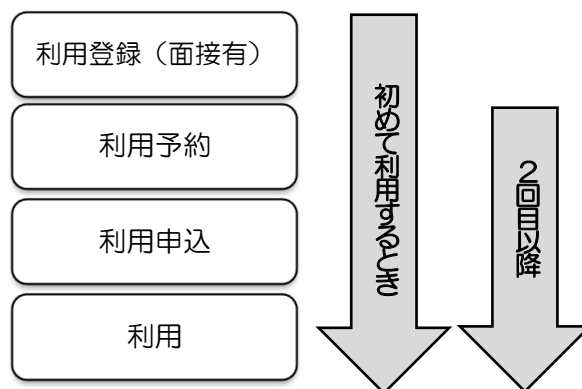 利用登録（面接有）
利用予約
利用申込
利用
初めて利用するとき
２回目以降